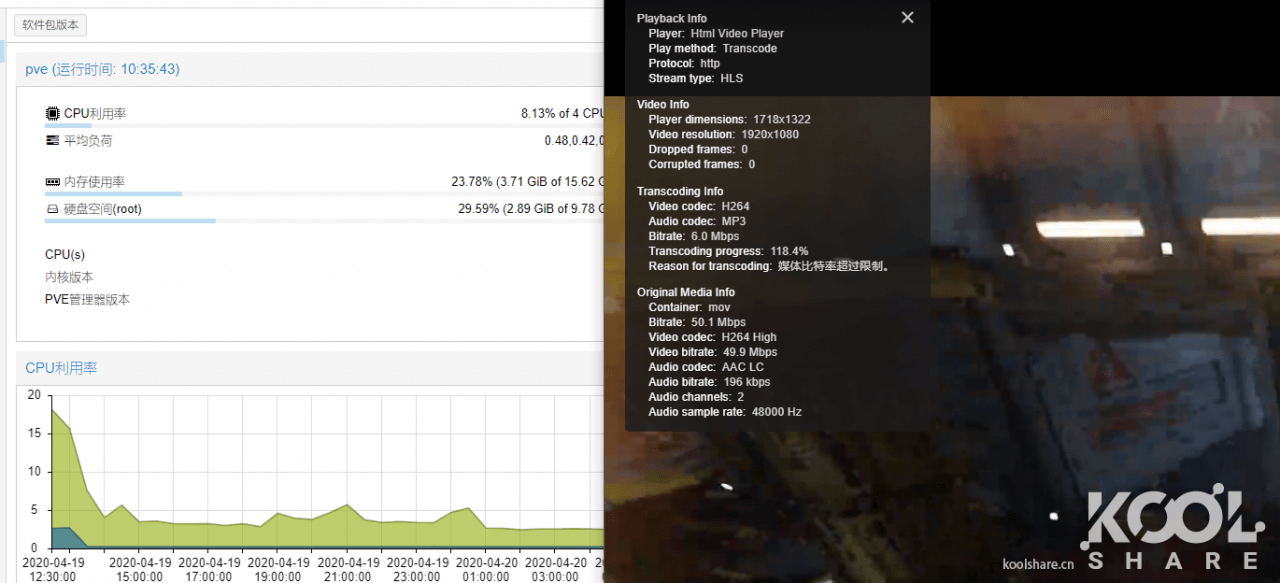 软件包版本
pve (运行时间: 10:35:43)
CPU利用率
8.13% of 4 CPU
平均负荷
0.48,0.42,0
内存使用率
23.78% (3.71 GiB of 15.62 G
硬盘空间(root)
29.59% (2.89 GiB of 9.78 G
CPU(s)
内核版本
PVE管理器版本
CPU利用率
20
15
10
5
0
2020-04-19 12:30:00
2020-04-19 15:00:00
2020-04-19 17:00:00
2020-04-19 19:00:00
2020-04-19 21:00:00
2020-04-19 23:00:00
2020-04-20 01:00:00
2020-04-20 03:00:00
20
Playback Info
Player: Html Video Player
Play method: Transcode
Protocol: http
Stream type: HLS
Video Info
Player dimensions: 1718x1322
Video resolution: 1920x1080
Dropped frames: 0
Corrupted frames: 0
Transcoding Info
Video codec: H264
Audio codec: MP3
Bitrate: 6.0 Mbps
Transcoding progress: 118.4%
Reason for transcoding: 媒体比特率超过限制。
Original Media Info
Container: mov
Bitrate: 50.1 Mbps
Video codec: H264 High
Video bitrate: 49.9 Mbps
Audio codec: AAC LC
Audio bitrate: 196 kbps
Audio channels: 2
Audio sample rate: 48000 Hz
KOOL
SHARE
koolshare.cn